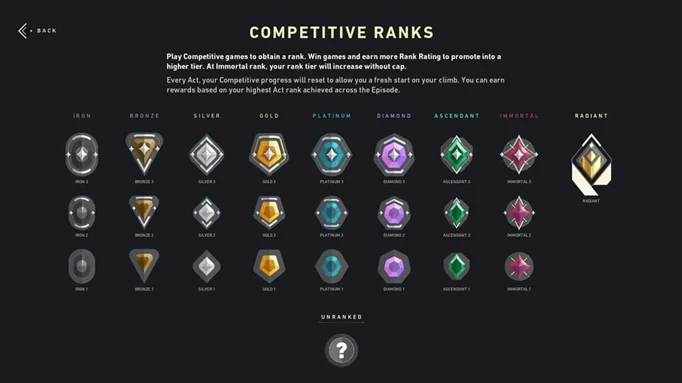 BACK
COMPETITIVE RANKS
Play Competitive games to obtain a rank. Win games and earn more Rank Rating to promote into a
higher tier. At Immortal rank, your rank tier will increase without cap.
Every Act, your Competitive progress will reset to allow you a fresh start on your climb. You can earn
rewards based on your highest Act rank achieved across the Episode.
IRON BRONZE SILVER GOLD PLATINUM DIAMOND ASCENDANT IMMORTAL RADIANT
IRON 3 BRONZE 3 SILVER 3 GOLD 3 PLATINUM 3 DIAMOND 3 ASCENDANT 3 IMMORTAL 3
RADIANT
IRON 2 BRONZE 2 SILVER 2 GOLD 2 PLATINUM 2 DIAMOND 2 ASCENDANT 2 IMMORTAL 2
IRON 1 BRONZE 1 SILVER 1 GOLD 1 PLATINUM 1 DIAMOND 1 ASCENDANT 1 IMMORTAL 1
UNRANKED
?